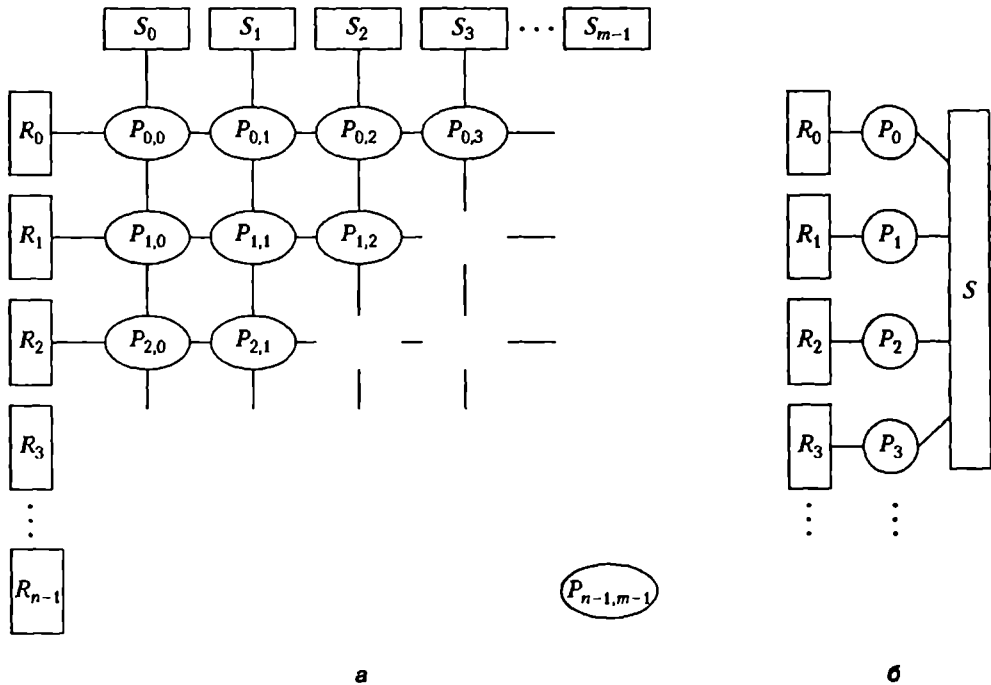 S₀ S₁ S₂ S₃ ··· Sₘ₋₁
R₀ P₀,₀ P₀,₁ P₀,₂ P₀,₃
R₁ P₁,₀ P₁,₁ P₁,₂
R₂ P₂,₀ P₂,₁
R₃
⋮
Rₙ₋₁ Pₙ₋₁,ₘ₋₁
а
R₀ P₀
R₁ P₁
S
R₂ P₂
R₃ P₃
⋮ ⋮
б